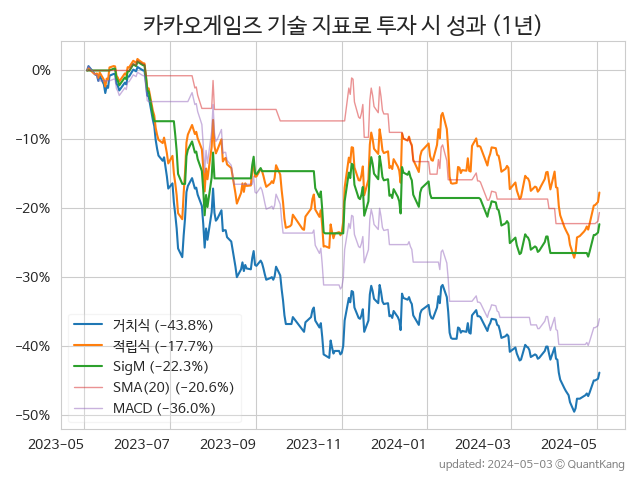 카카오게임즈 기술 지표로 투자 시 성과 (1년)
0%
−10%
−20%
−30%
−40%
−50%
거치식 (−43.8%)
적립식 (−17.7%)
SigM (−22.3%)
SMA(20) (−20.6%)
MACD (−36.0%)
2023-05
2023-07
2023-09
2023-11
2024-01
2024-03
2024-05
updated: 2024-05-03 ⓒ QuantKang